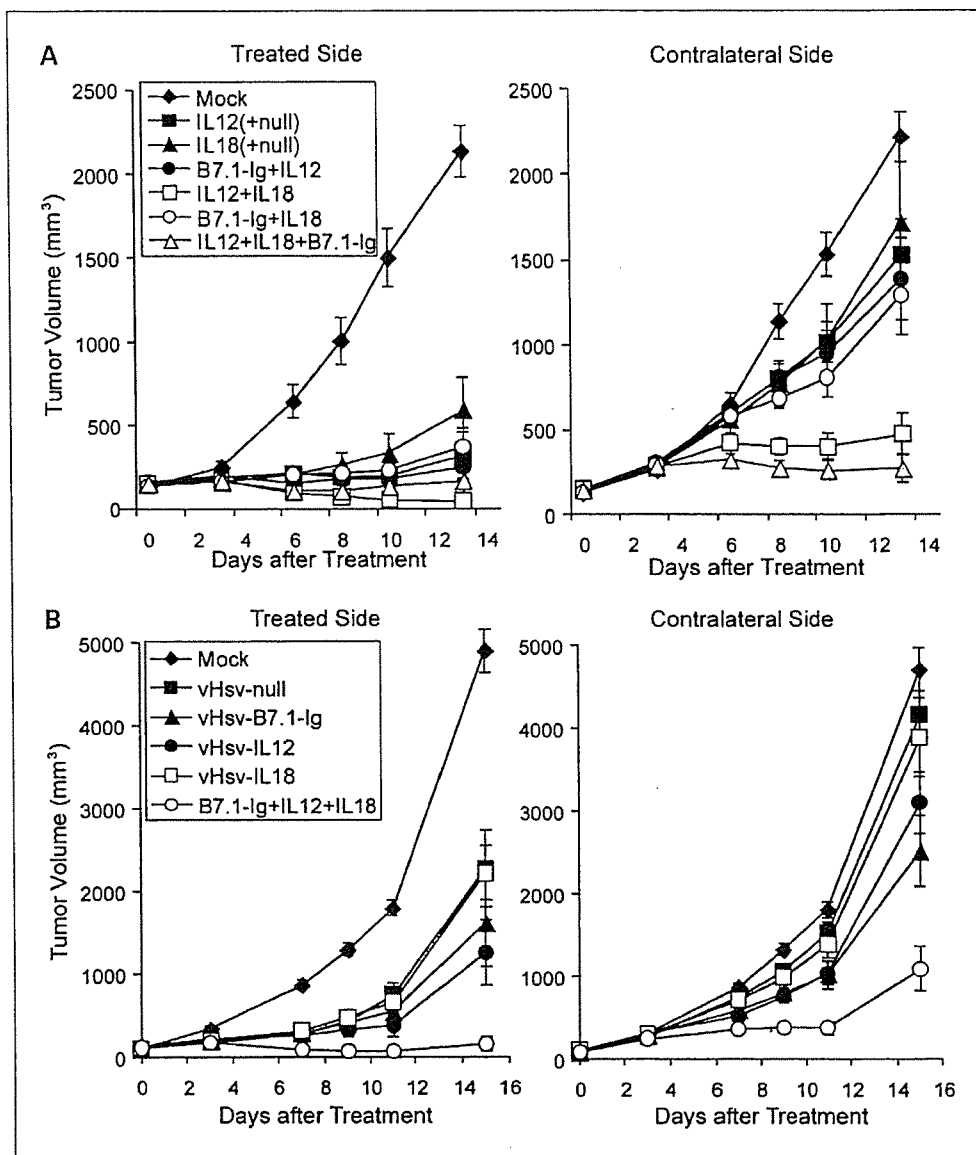 A
Treated Side
Contralateral Side
Tumor Volume (mm³)
2500
2000
1500
1000
500
0
Mock
IL12(+null)
IL18(+null)
B7.1-Ig+IL12
IL12+IL18
B7.1-Ig+IL18
IL12+IL18+B7.1-Ig
0 2 4 6 8 10 12 14
Days after Treatment
2500
2000
1500
1000
500
0
0 2 4 6 8 10 12 14
Days after Treatment
B
Treated Side
Contralateral Side
Tumor Volume (mm³)
5000
4000
3000
2000
1000
0
Mock
vHsv-null
vHsv-B7.1-Ig
vHsv-IL12
vHsv-IL18
B7.1-Ig+IL12+IL18
0 2 4 6 8 10 12 14 16
Days after Treatment
5000
4000
3000
2000
1000
0
0 2 4 6 8 10 12 14 16
Days after Treatment